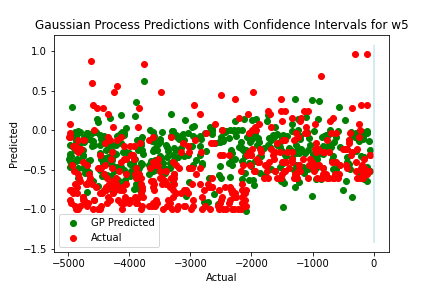 Gaussian Process Predictions with Confidence Intervals for w5
1.0
0.5
0.0
−0.5
−1.0
−1.5
Predicted
GP Predicted
Actual
−5000 −4000 −3000 −2000 −1000 0
Actual